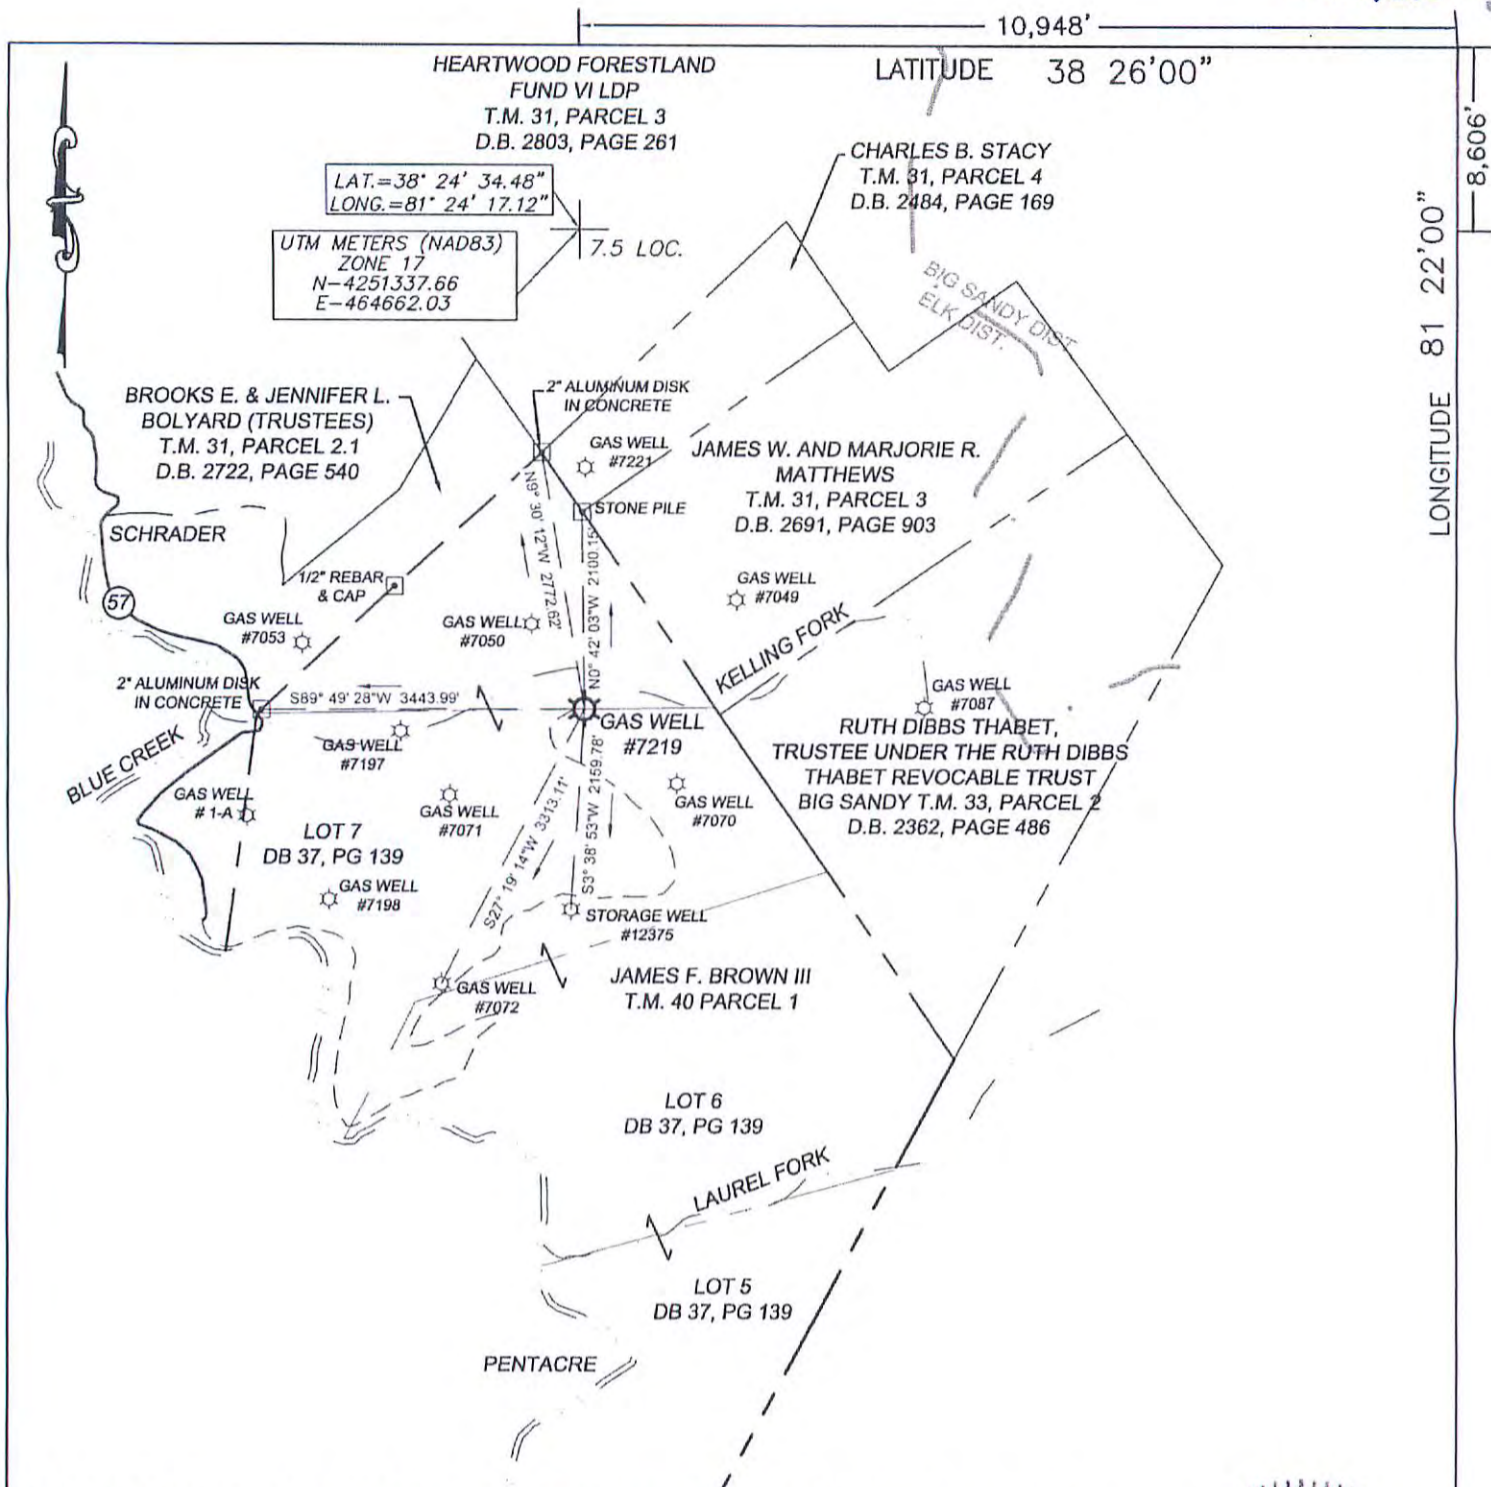 10,948'
HEARTWOOD FORESTLAND
FUND VI LDP
T.M. 31, PARCEL 3
D.B. 2803, PAGE 261
LATITUDE 38 26'00"
8,606'
LONGITUDE 81 22'00"
LAT.=38° 24' 34.48"
LONG.=81° 24' 17.12"
7.5 LOC.
UTM METERS (NAD83)
ZONE 17
N-4251337.66
E-464662.03
CHARLES B. STACY
T.M. 31, PARCEL 4
D.B. 2484, PAGE 169
BIG SANDY DIST
ELK DIST.
BROOKS E. & JENNIFER L.
BOLYARD (TRUSTEES)
T.M. 31, PARCEL 2.1
D.B. 2722, PAGE 540
2" ALUMINUM DISK
IN CONCRETE
GAS WELL
#7221
JAMES W. AND MARJORIE R.
MATTHEWS
T.M. 31, PARCEL 3
D.B. 2691, PAGE 903
STONE PILE
SCHRADER
1/2" REBAR
& CAP
57
GAS WELL
#7053
GAS WELL
#7050
N9° 30' 12"W 2772.62'
N0° 42' 03"W 2100.15'
GAS WELL
#7049
KELLING FORK
2" ALUMINUM DISK
IN CONCRETE
S89° 49' 28"W 3443.99'
GAS WELL
#7219
GAS WELL
#7087
RUTH DIBBS THABET,
TRUSTEE UNDER THE RUTH DIBBS
THABET REVOCABLE TRUST
BIG SANDY T.M. 33, PARCEL 2
D.B. 2362, PAGE 486
BLUE CREEK
GAS WELL
#7197
GAS WELL
# 1-A
GAS WELL
#7071
GAS WELL
#7070
S27° 19' 14"W 3313.11'
S3° 38' 53"W 2159.78'
LOT 7
DB 37, PG 139
GAS WELL
#7198
STORAGE WELL
#12375
GAS WELL
#7072
JAMES F. BROWN III
T.M. 40 PARCEL 1
LOT 6
DB 37, PG 139
LAUREL FORK
LOT 5
DB 37, PG 139
PENTACRE